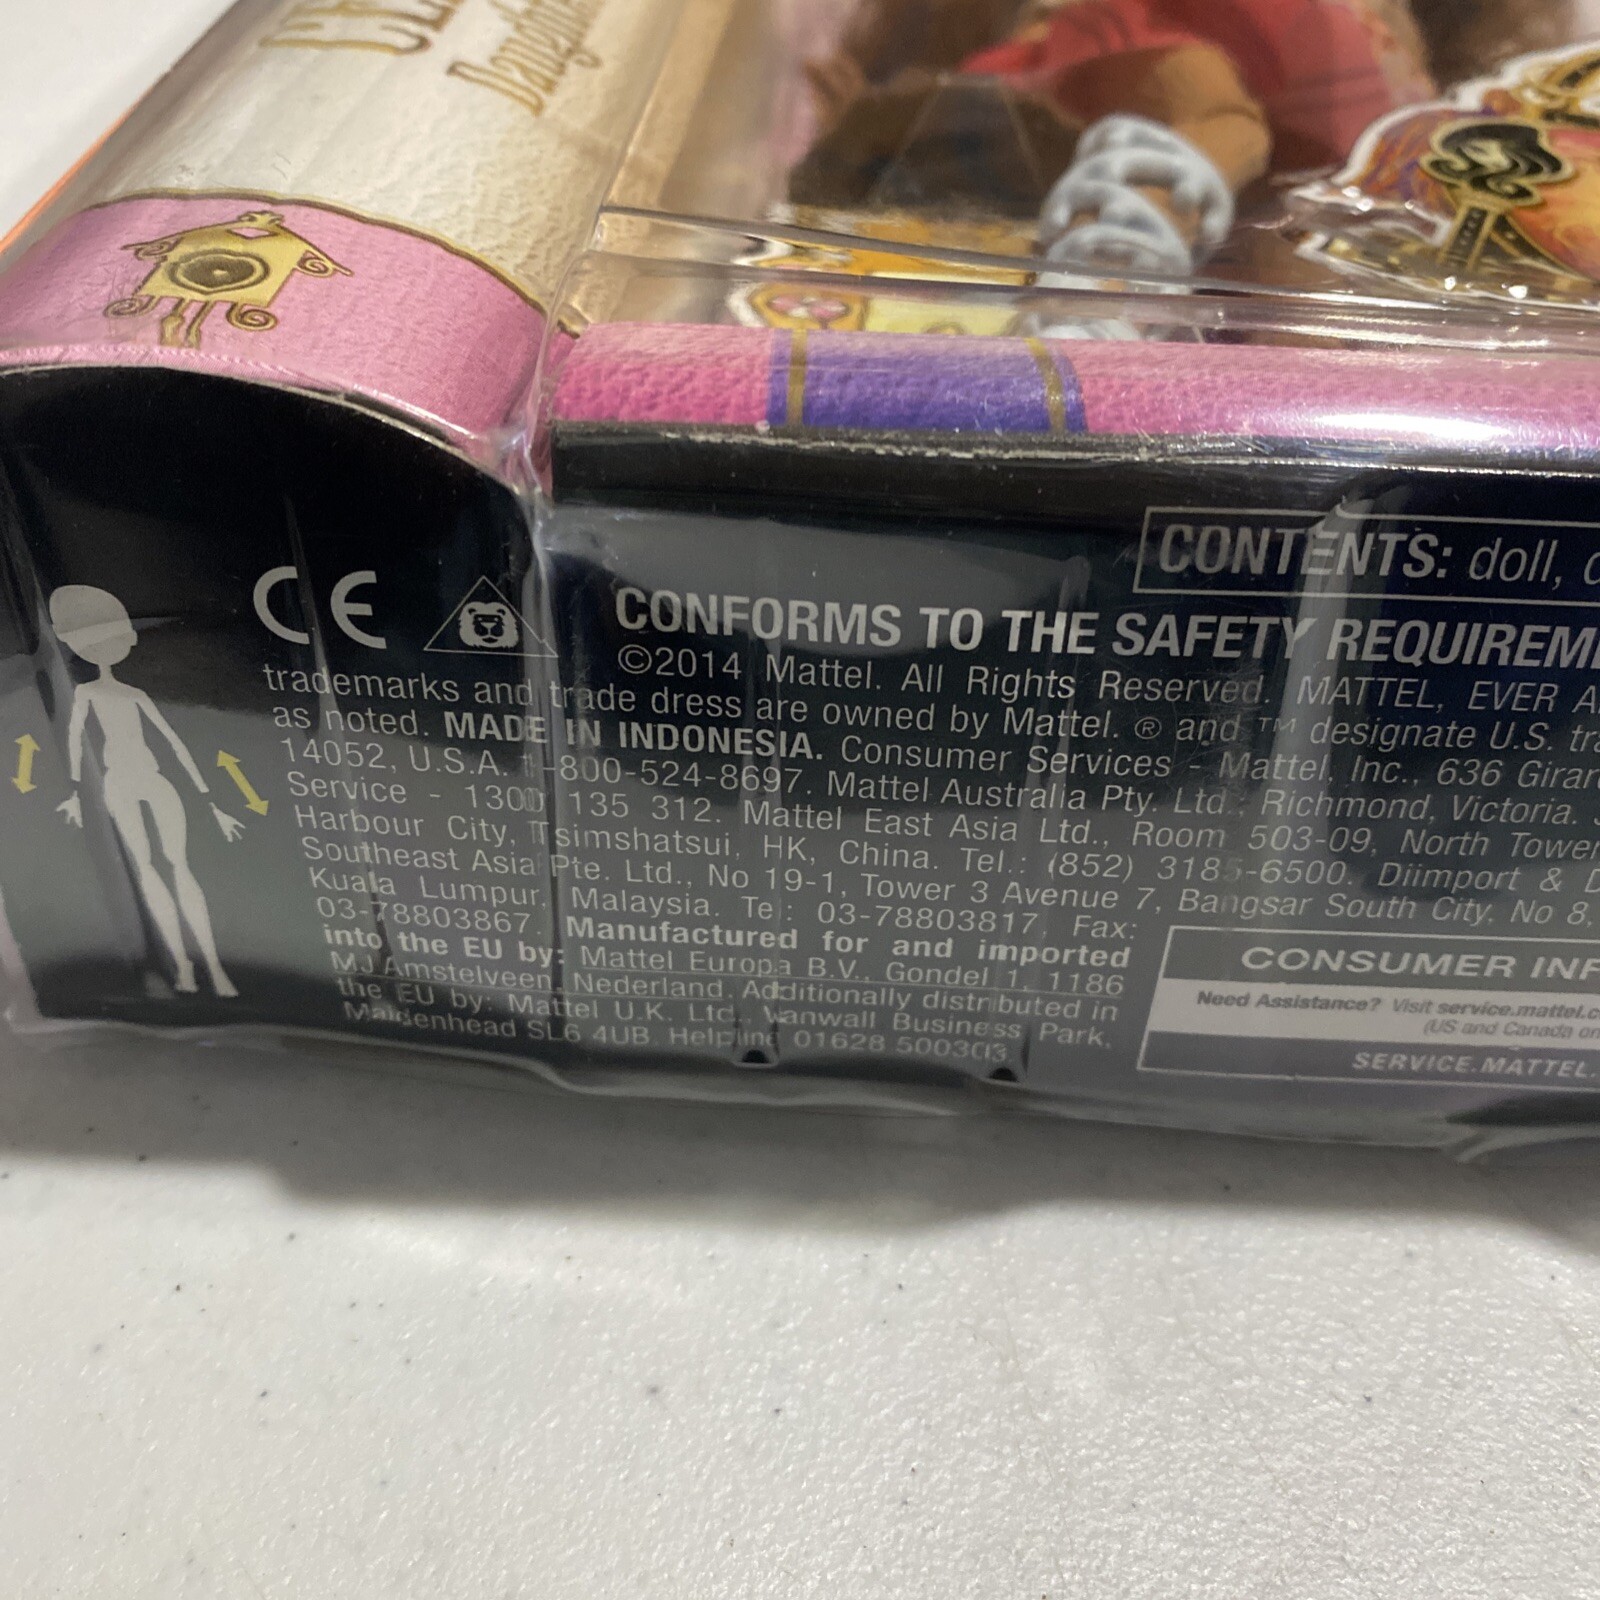 Daughte
CONTENTS: doll,
CE
CONFORMS TO THE SAFETY REQUIREM
©2014 Mattel. All Rights Reserved. MATTEL, EVER A
trademarks and trade dress are owned by Mattel. ® and ™ designate U.S. tra
as noted. MADE IN INDONESIA. Consumer Services - Mattel, Inc., 636 Girar
14052, U.S.A. 1-800-524-8697. Mattel Australia Pty. Ltd., Richmond, Victoria.
Service - 1300 135 312. Mattel East Asia Ltd., Room 503-09, North Tower
Harbour City, Tsimshatsui, HK, China. Tel.: (852) 3185-6500. Diimport & D
Southeast Asia Pte. Ltd., No 19-1, Tower 3 Avenue 7, Bangsar South City, No 8,
Kuala Lumpur, Malaysia. Tel: 03-78803817 Fax:
03-78803867. Manufactured for and imported
into the EU by: Mattel Europa B.V., Gondel 1, 1186
MJ Amstelveen, Nederland. Additionally distributed in
the EU by: Mattel U.K. Ltd., Vanwall Business Park,
Maidenhead SL6 4UB. Helpline 01628 500303.
CONSUMER INF
Need Assistance? Visit service.mattel.c
(US and Canada on
SERVICE.MATTEL.